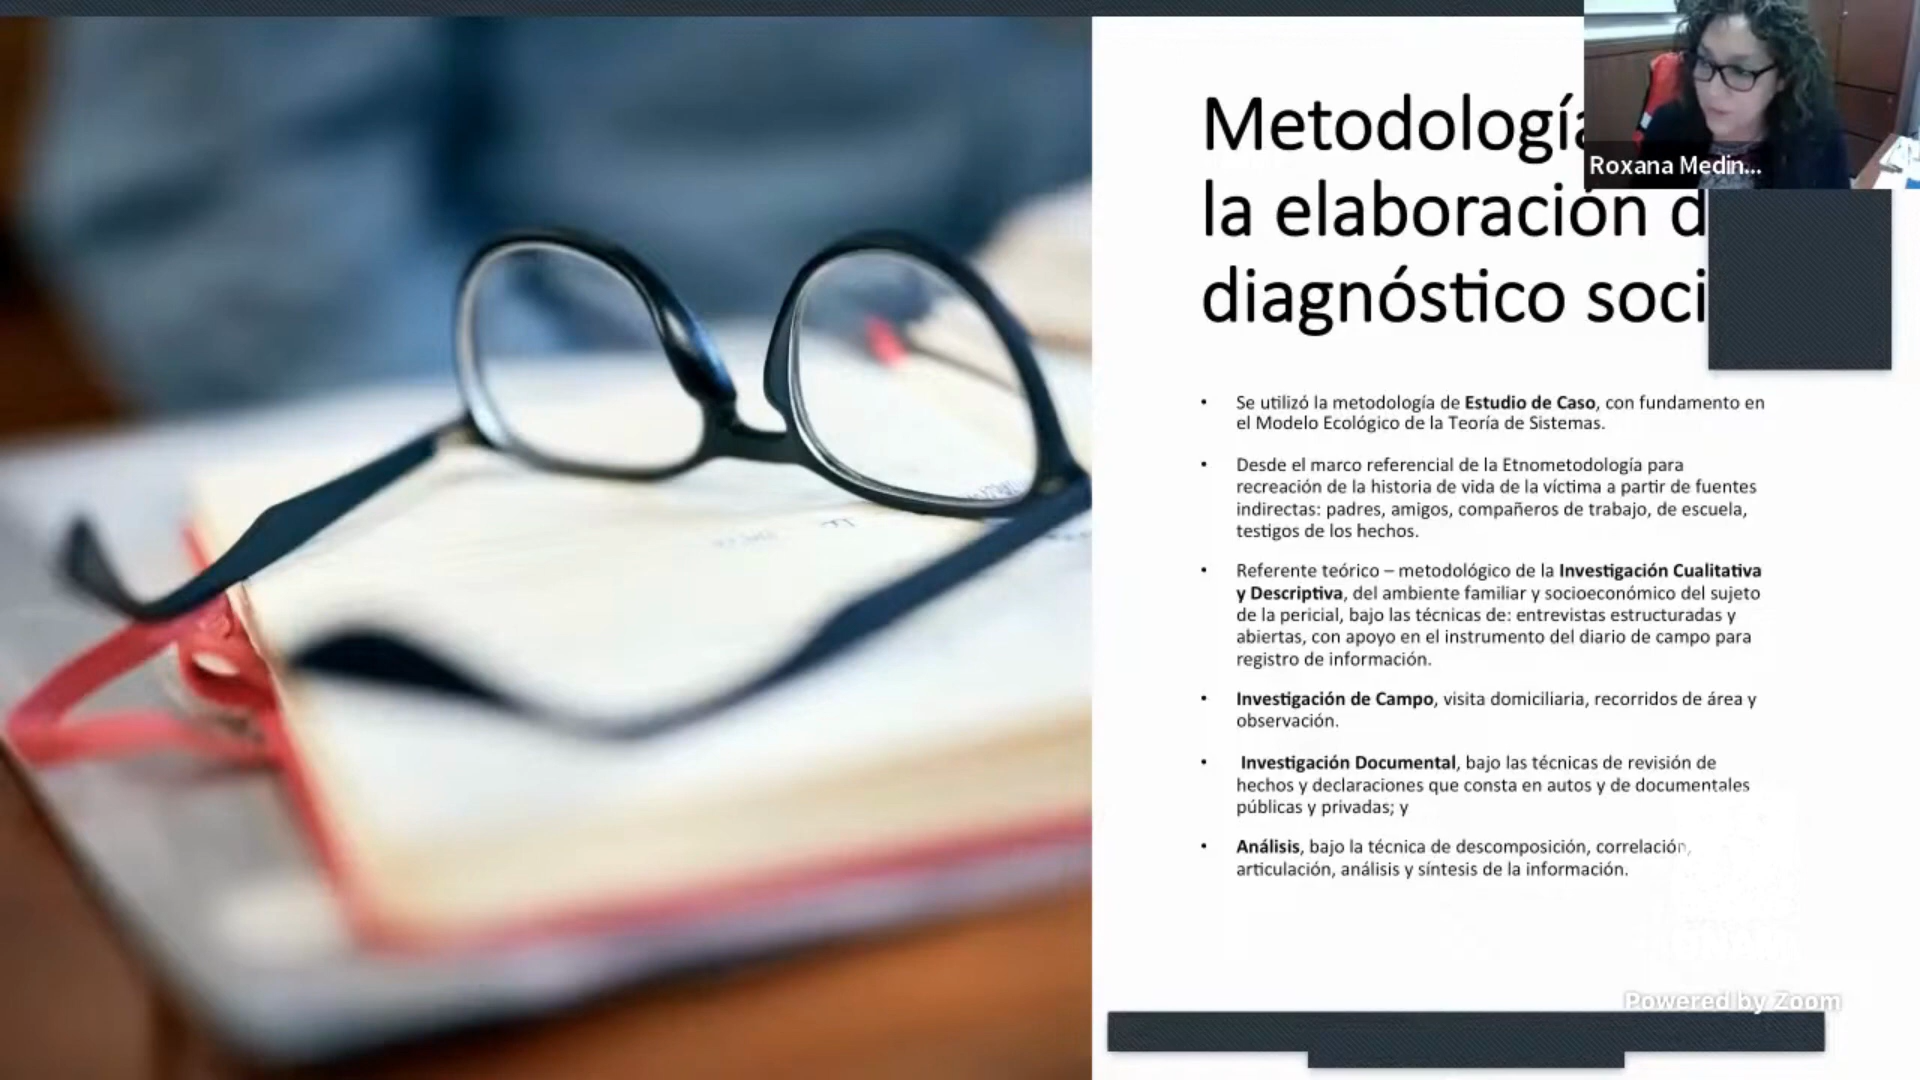 Metodología
la elaboración d
diagnóstico soci
Roxana Medin...
• Se utilizó la metodología de Estudio de Caso, con fundamento en
el Modelo Ecológico de la Teoría de Sistemas.
• Desde el marco referencial de la Etnometodología para
recreación de la historia de vida de la víctima a partir de fuentes
indirectas: padres, amigos, compañeros de trabajo, de escuela,
testigos de los hechos.
• Referente teórico – metodológico de la Investigación Cualitativa
y Descriptiva, del ambiente familiar y socioeconómico del sujeto
de la pericial, bajo las técnicas de: entrevistas estructuradas y
abiertas, con apoyo en el instrumento del diario de campo para
registro de información.
• Investigación de Campo, visita domiciliaria, recorridos de área y
observación.
• Investigación Documental, bajo las técnicas de revisión de
hechos y declaraciones que consta en autos y de documentales
públicas y privadas; y
• Análisis, bajo la técnica de descomposición, correlación,
articulación, análisis y síntesis de la información.
Powered by Zoom